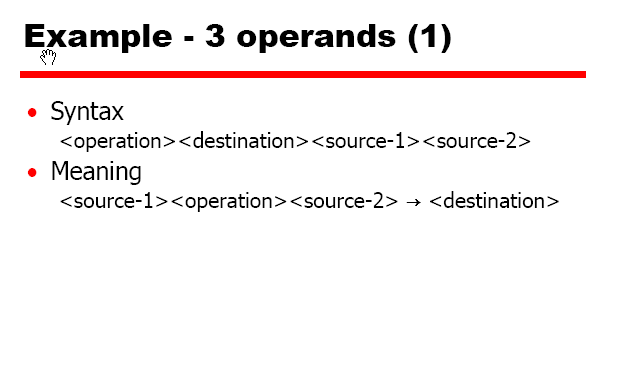 Example - 3 operands (1)
• Syntax
<operation><destination><source-1><source-2>
• Meaning
<source-1><operation><source-2> → <destination>